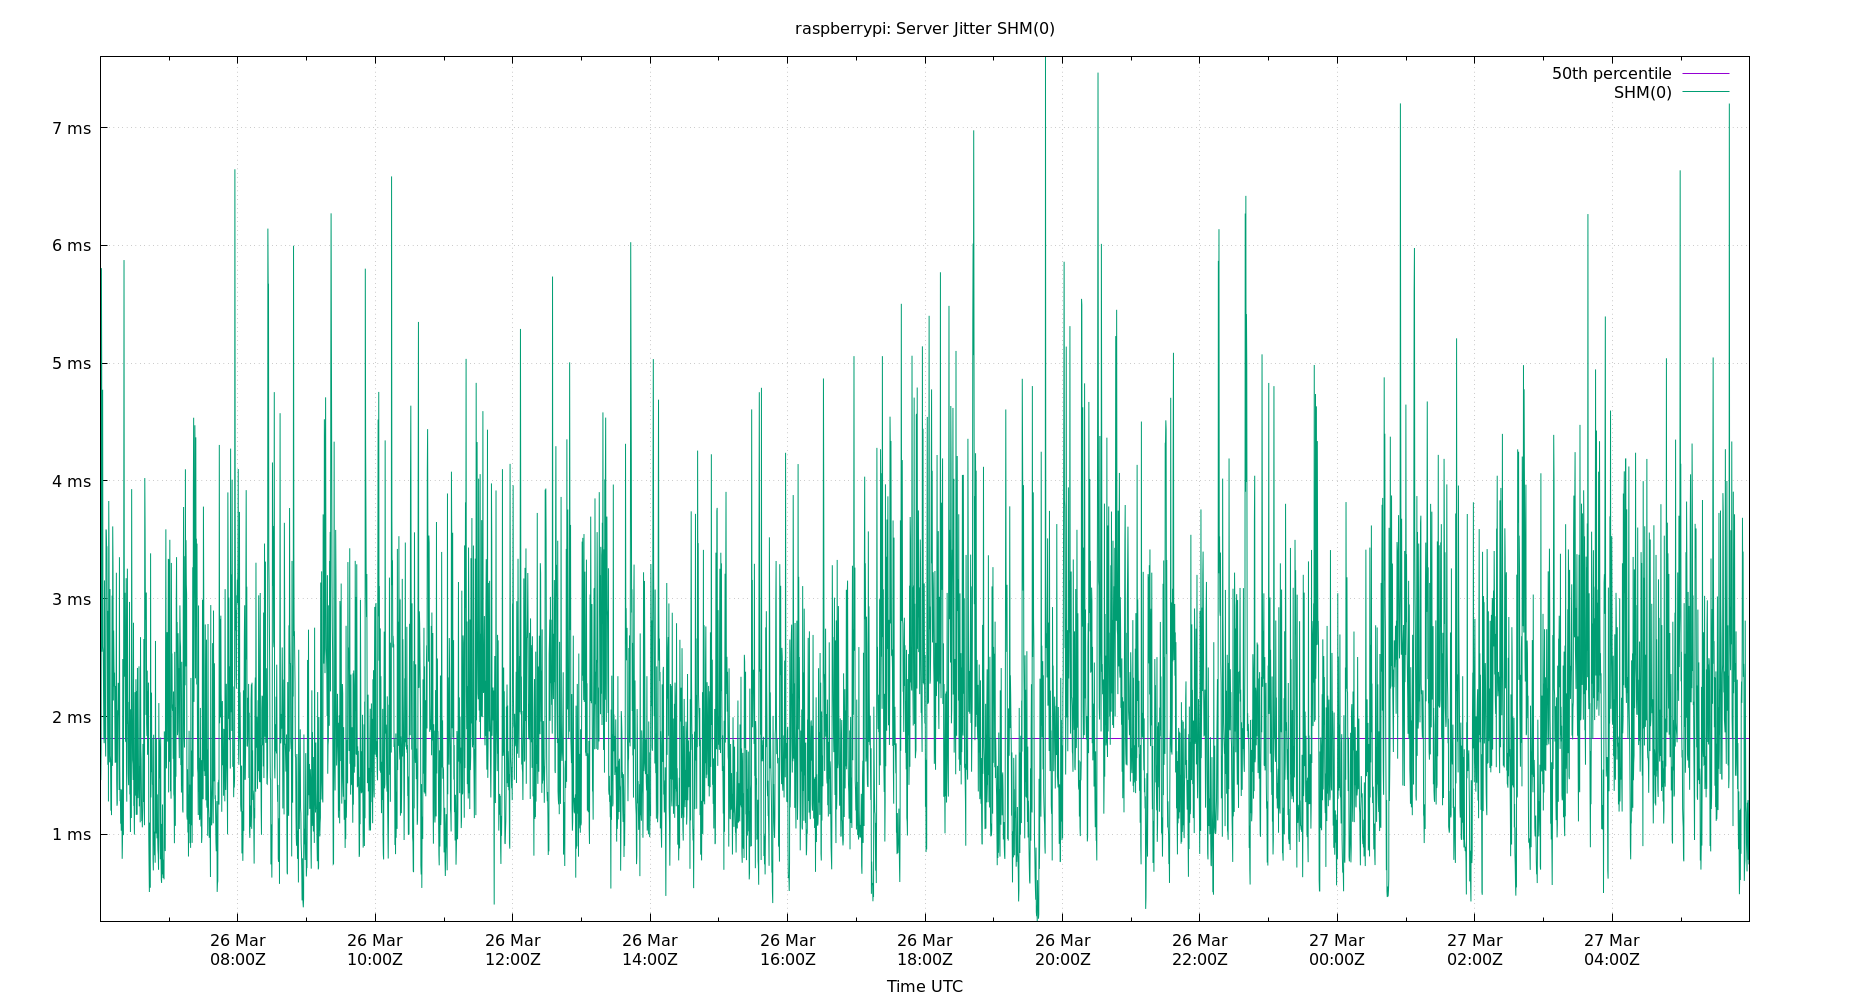 raspberrypi: Server Jitter SHM(0)
50th percentile
SHM(0)
7 ms
6 ms
5 ms
4 ms
3 ms
2 ms
1 ms
26 Mar
08:00Z
26 Mar
10:00Z
26 Mar
12:00Z
26 Mar
14:00Z
26 Mar
16:00Z
26 Mar
18:00Z
26 Mar
20:00Z
26 Mar
22:00Z
27 Mar
00:00Z
27 Mar
02:00Z
27 Mar
04:00Z
Time UTC